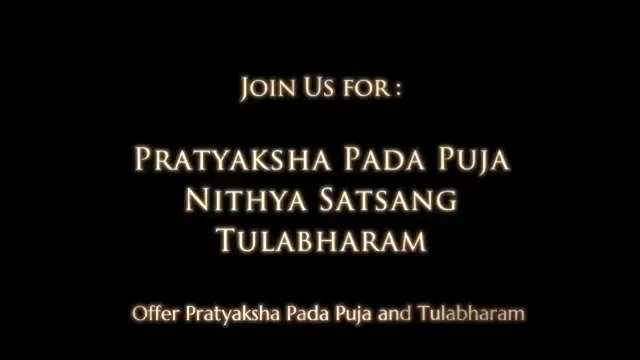 Join Us for :
Pratyaksha Pada Puja
Nithya Satsang
Tulabharam
Offer Pratyaksha Pada Puja and Tulabharam